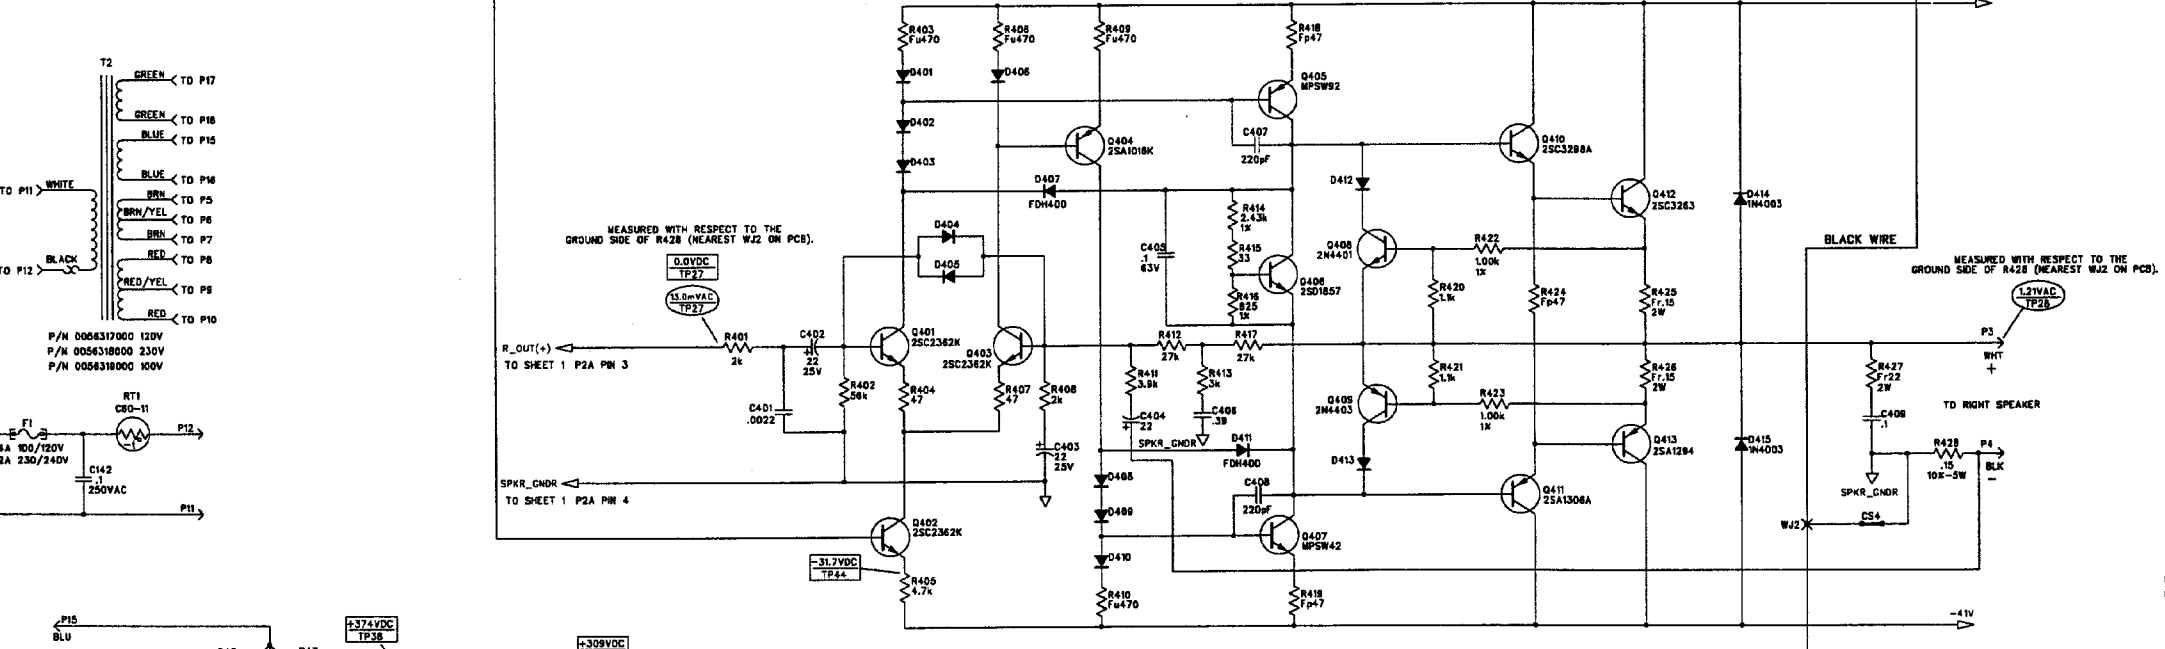 T2
GREEN
TO P17
GREEN
TO P18
BLUE
TO P15
BLUE
TO P16
BRN
TO P5
BRN/YEL
TO P6
BRN
TO P7
RED
TO P8
RED/YEL
TO P9
RED
TO P10
TO P11
WHITE
TO P12
BLACK
P/N 0056317000 120V
P/N 0056318000 230V
P/N 0056319000 100V
RT1
C60-11
F1
100/120V
230/240V
P12
C142
.1
250VAC
P11
P15
BLU
+374VDC
TP38
+309VDC
MEASURED WITH RESPECT TO THE
GROUND SIDE OF R428 (NEAREST WJ2 ON PCB).
0.0VDC
TP27
13.0mVAC
TP27
R_OUT(+)
TO SHEET 1 P2A PIN 3
SPKR_GNDR
TO SHEET 1 P2A PIN 4
R401
2k
C402
22
25V
C401
.0022
R402
56k
R403
Fu470
D401
D402
D403
D404
D405
Q401
2SC2362K
R404
47
Q402
2SC2362K
-31.7VDC
TP44
R405
4.7k
Fu470
D406
Q403
2SC2362K
R407
47
2k
C403
22
25V
R409
Fu470
Q404
2SA1016K
D407
FDH400
R411
3.9k
C404
22
R412
27k
R413
3k
C406
.39
SPKR_GNDR
R417
27k
D411
FDH400
D410
R410
Fu470
R418
Fp47
Q405
MPSW92
C407
220pF
.1
63V
R414
2.43k
1%
R415
33
R416
825
1%
Q406
2SD1857
C408
220pF
Q407
MPSW42
R419
Fp47
D412
Q408
2N4401
Q409
2N4403
D413
R420
1.1k
R421
1.1k
R422
1.00k
1%
R423
1.00k
1%
Q410
2SC3298A
R424
Fp47
Q411
2SA1306A
Q412
2SC3263
R425
Fr.15
2W
R426
Fr.15
2W
Q413
2SA1294
D414
1N4003
D415
1N4003
BLACK WIRE
MEASURED WITH RESPECT TO THE
GROUND SIDE OF R428 (NEAREST WJ2 ON PCB).
1.21VAC
TP28
P3
WHT
+
R427
Fr22
2W
C409
.1
TO RIGHT SPEAKER
R428
.15
10%-5W
P4
BLK
-
SPKR_GNDR
WJ2
CS4
-41V